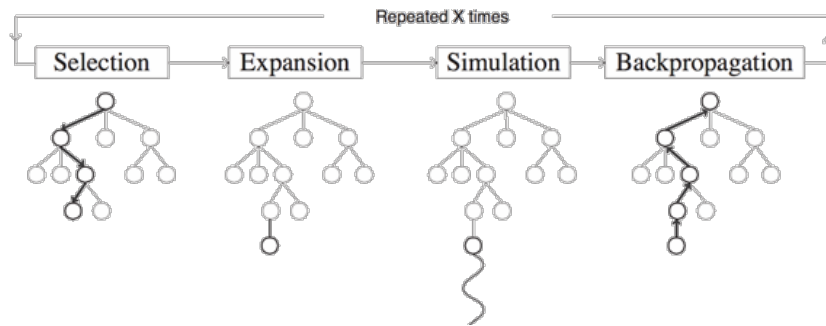 Repeated X times
Selection
Expansion
Simulation
Backpropagation